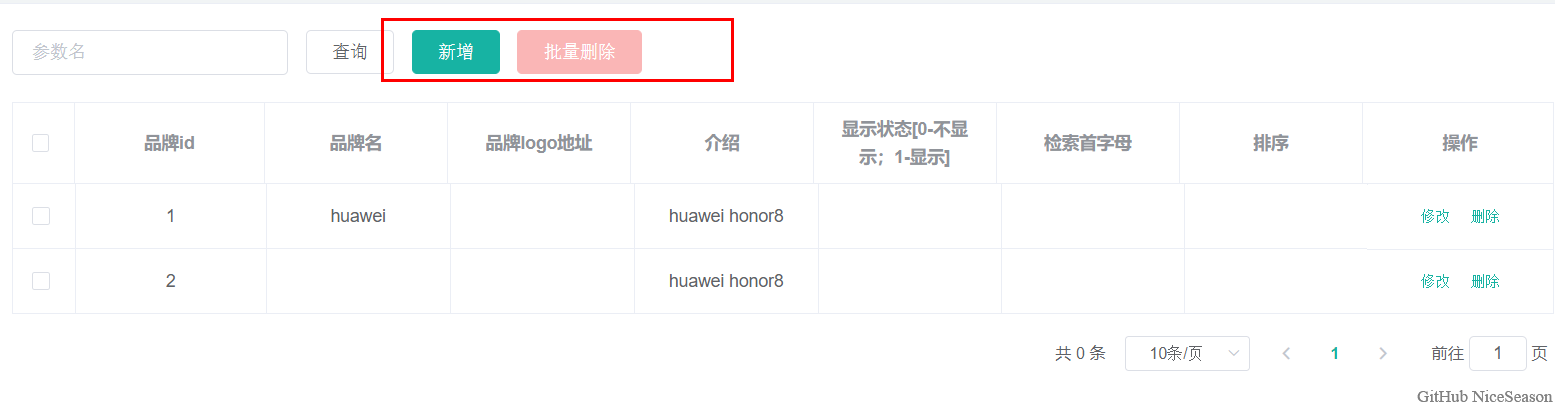 参数名 查询 新增 批量删除
品牌id 品牌名 品牌logo地址 介绍 显示状态[0-不显 检索首字母 排序 操作
示；1-显示]
1 huawei huawei honor8 修改 删除
2 huawei honor8 修改 删除
共 0 条 10条/页 1 前往 1 页
GitHub NiceSeason